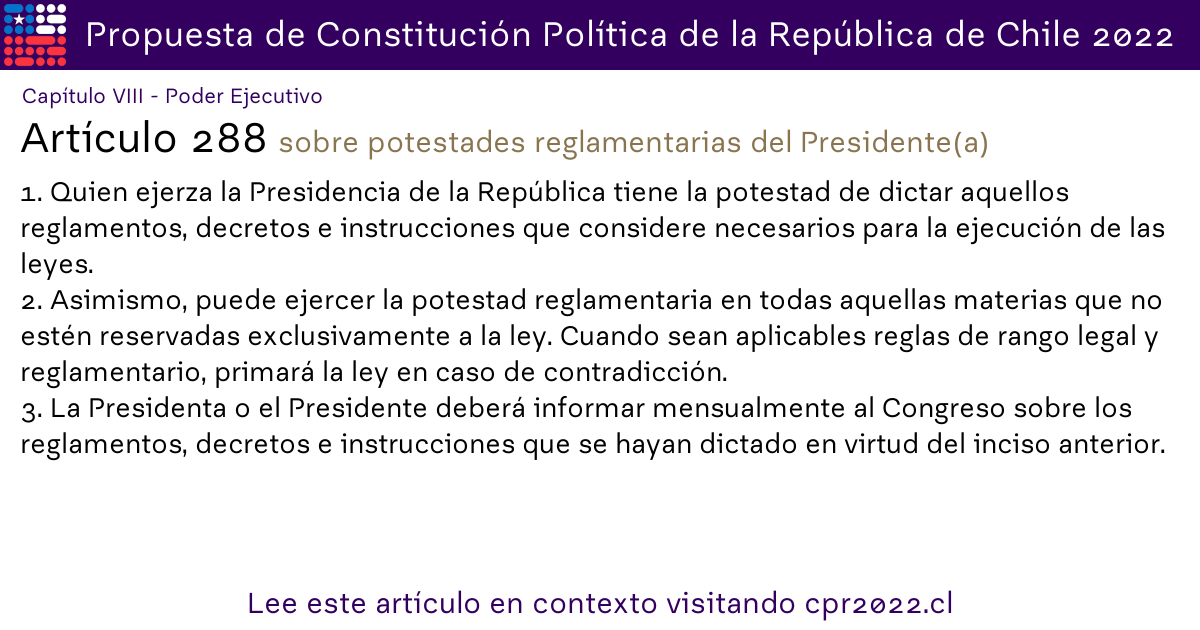 Propuesta de Constitución Política de la República de Chile 2022
Capítulo VIII - Poder Ejecutivo
Artículo 288 sobre potestades reglamentarias del Presidente(a)
1. Quien ejerza la Presidencia de la República tiene la potestad de dictar aquellos
reglamentos, decretos e instrucciones que considere necesarios para la ejecución de las
leyes.
2. Asimismo, puede ejercer la potestad reglamentaria en todas aquellas materias que no
estén reservadas exclusivamente a la ley. Cuando sean aplicables reglas de rango legal y
reglamentario, primará la ley en caso de contradicción.
3. La Presidenta o el Presidente deberá informar mensualmente al Congreso sobre los
reglamentos, decretos e instrucciones que se hayan dictado en virtud del inciso anterior.
Lee este artículo en contexto visitando cpr2022.cl